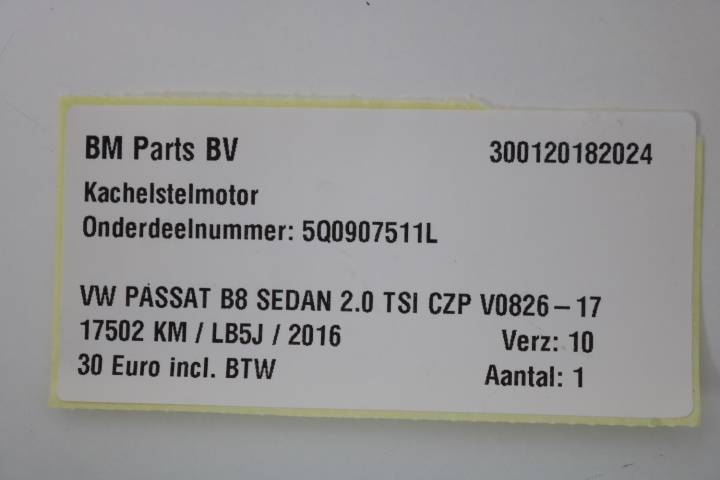 BM Parts BV 300120182024
Kachelstelmotor
Onderdeelnummer: 5Q0907511L
VW PASSAT B8 SEDAN 2.0 TSI CZP V0826-17
17502 KM / LB5J / 2016 Verz: 10
30 Euro incl. BTW Aantal: 1